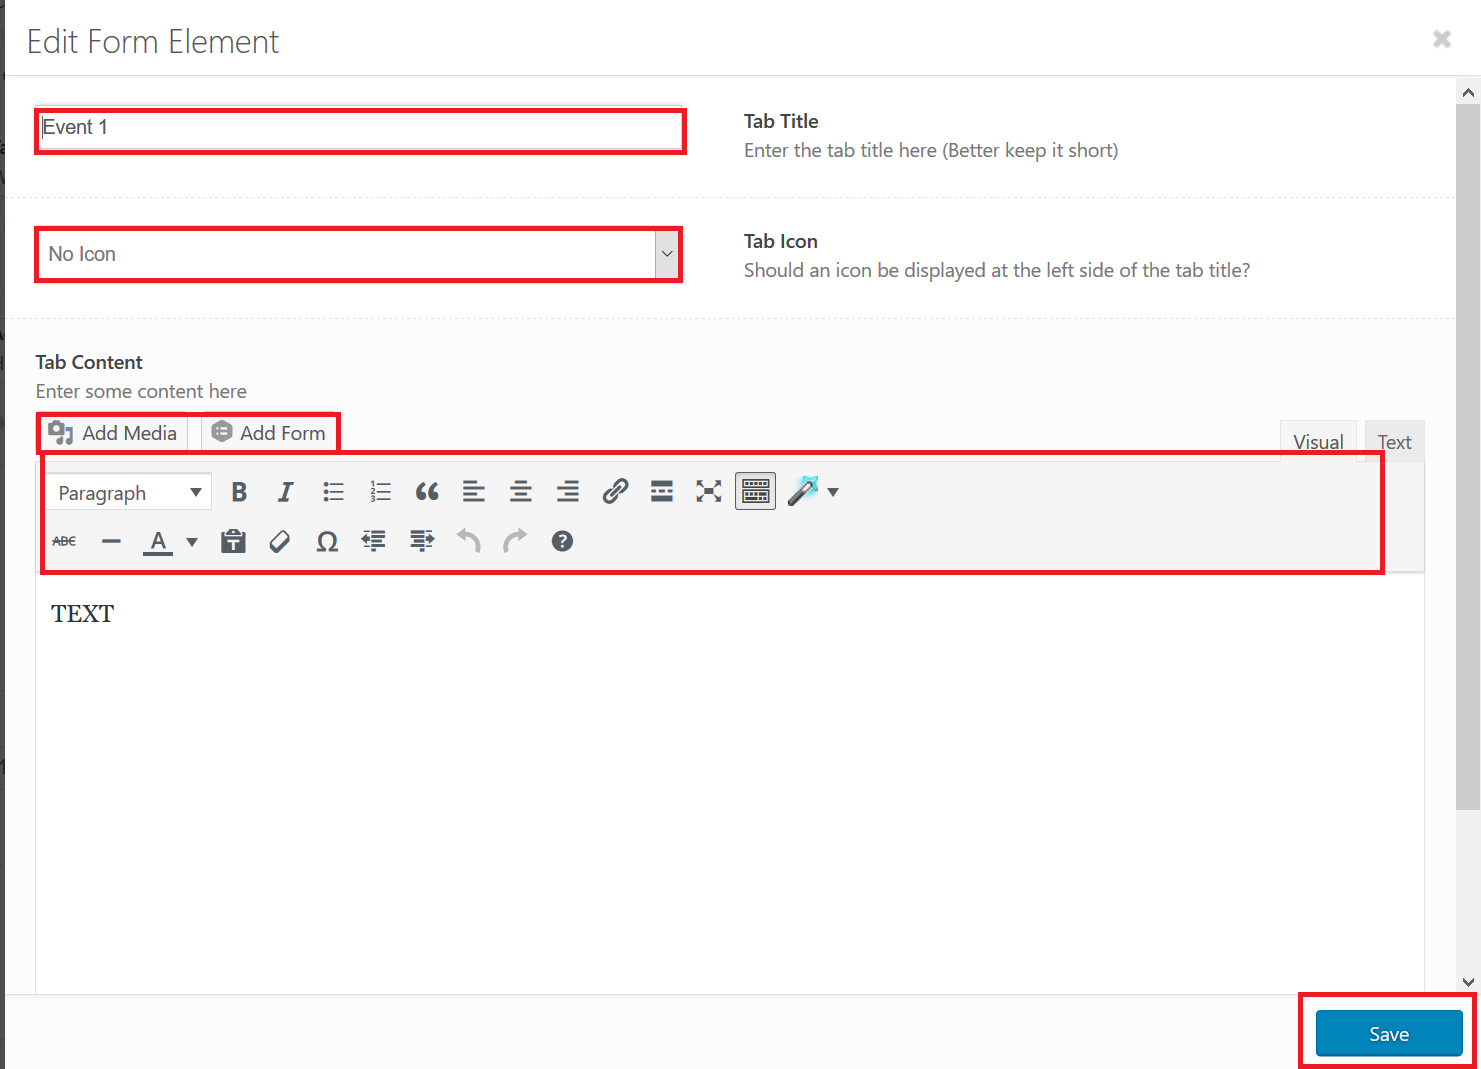 Edit Form Element
Event 1
Tab Title
Enter the tab title here (Better keep it short)
No Icon
Tab Icon
Should an icon be displayed at the left side of the tab title?
Tab Content
Enter some content here
Add Media
Add Form
Visual
Text
Paragraph
B
I
ABC
A
T
Ω
?
TEXT
Save